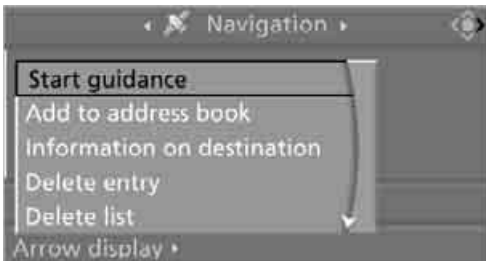 Navigation
Start guidance
Add to address book
Information on destination
Delete entry
Delete list
Arrow display